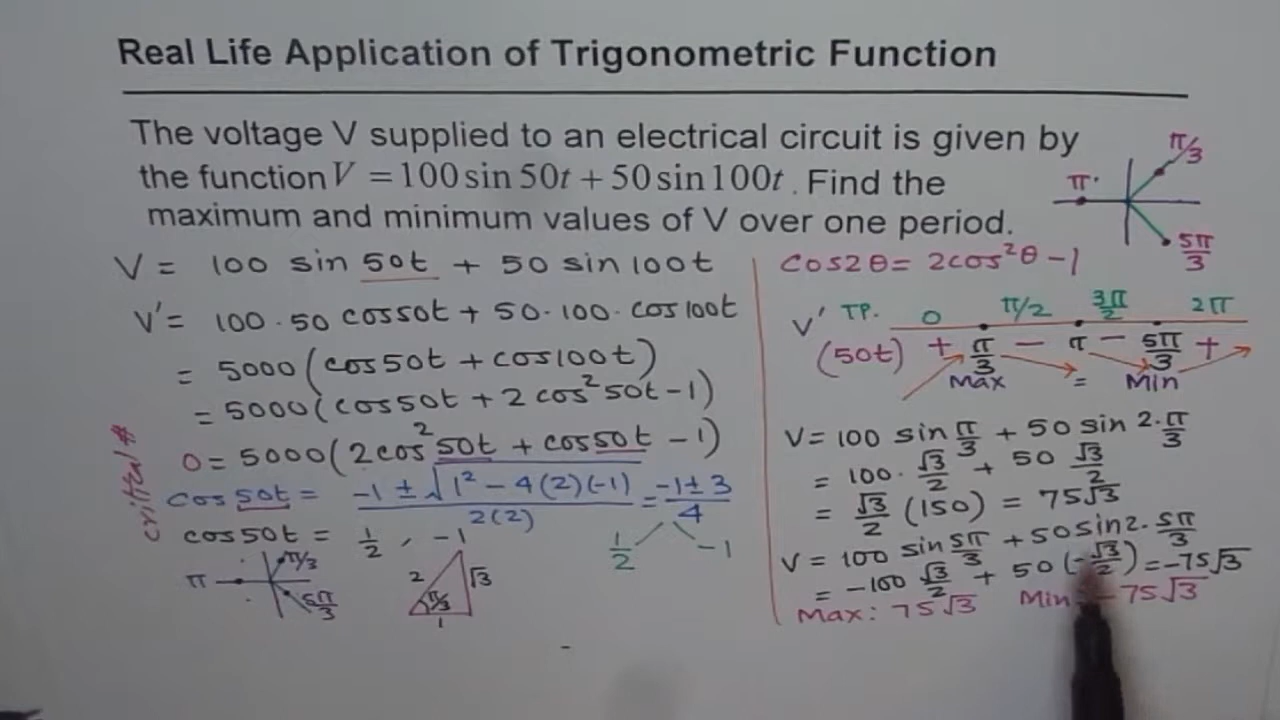 Real Life Application of Trigonometric Function
The voltage V supplied to an electrical circuit is given by
the function V = 100 sin 50t + 50 sin 100t . Find the
maximum and minimum values of V over one period.
π/3
π
5π/3
V = 100 sin 50t + 50 sin 100t
V' = 100 · 50 cos50t + 50 · 100 · cos 100t
= 5000 (cos 50t + cos 100t)
= 5000 (cos 50t + 2 cos² 50t - 1)
critical #
0 = 5000 (2cos² 50t + cos 50t - 1)
cos 50t = (-1 ± √(1² - 4(2)(-1)))/(2(2)) = (-1 ± 3)/4
1/2 -1
cos 50t = 1/2 , -1
π π/3 5π/3
2 √3 π/3 1
cos 2θ = 2cos²θ - 1
V' T.P. 0 π/2 3π/2 2π
(50t) + π/3 - π - 5π/3 +
Max = Min
V = 100 sin π/3 + 50 sin 2·π/3
= 100 · √3/2 + 50 √3/2
= √3/2 (150) = 75√3
V = 100 sin 5π/3 + 50 sin 2· 5π/3
= -100 √3/2 + 50 (-√3/2) = -75√3
Max: 75√3 Min - 75√3